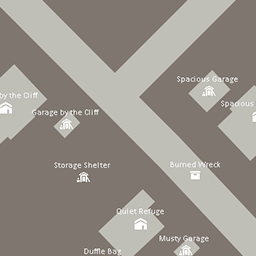 Spacious Garage
by the Cliff
Spacious
Garage by the Cliff
Storage Shelter
Burned Wreck
Quiet Refuge
Musty Garage
Duffle Bag